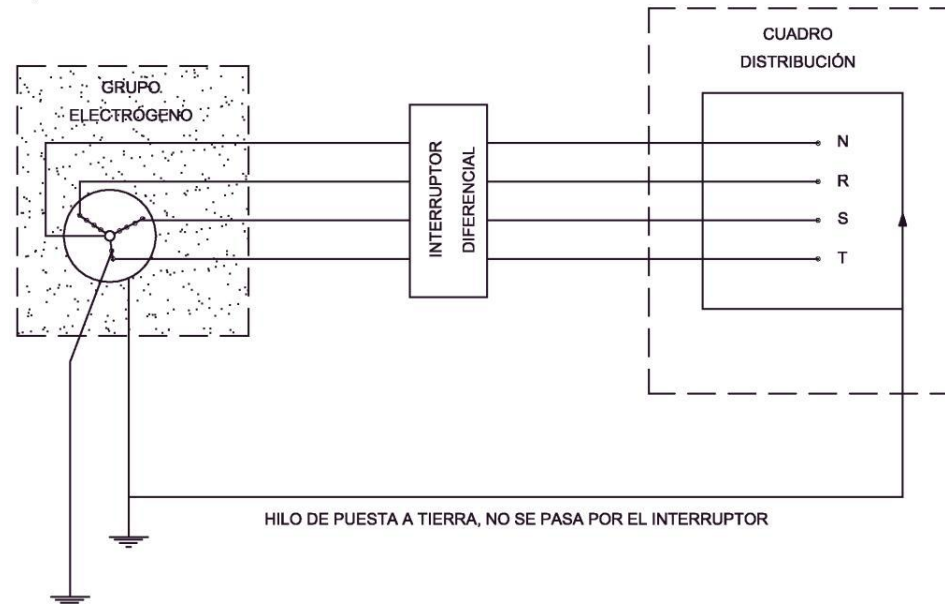 GRUPO
ELECTRÓGENO
INTERRUPTOR
DIFERENCIAL
CUADRO
DISTRIBUCIÓN
N
R
S
T
HILO DE PUESTA A TIERRA, NO SE PASA POR EL INTERRUPTOR